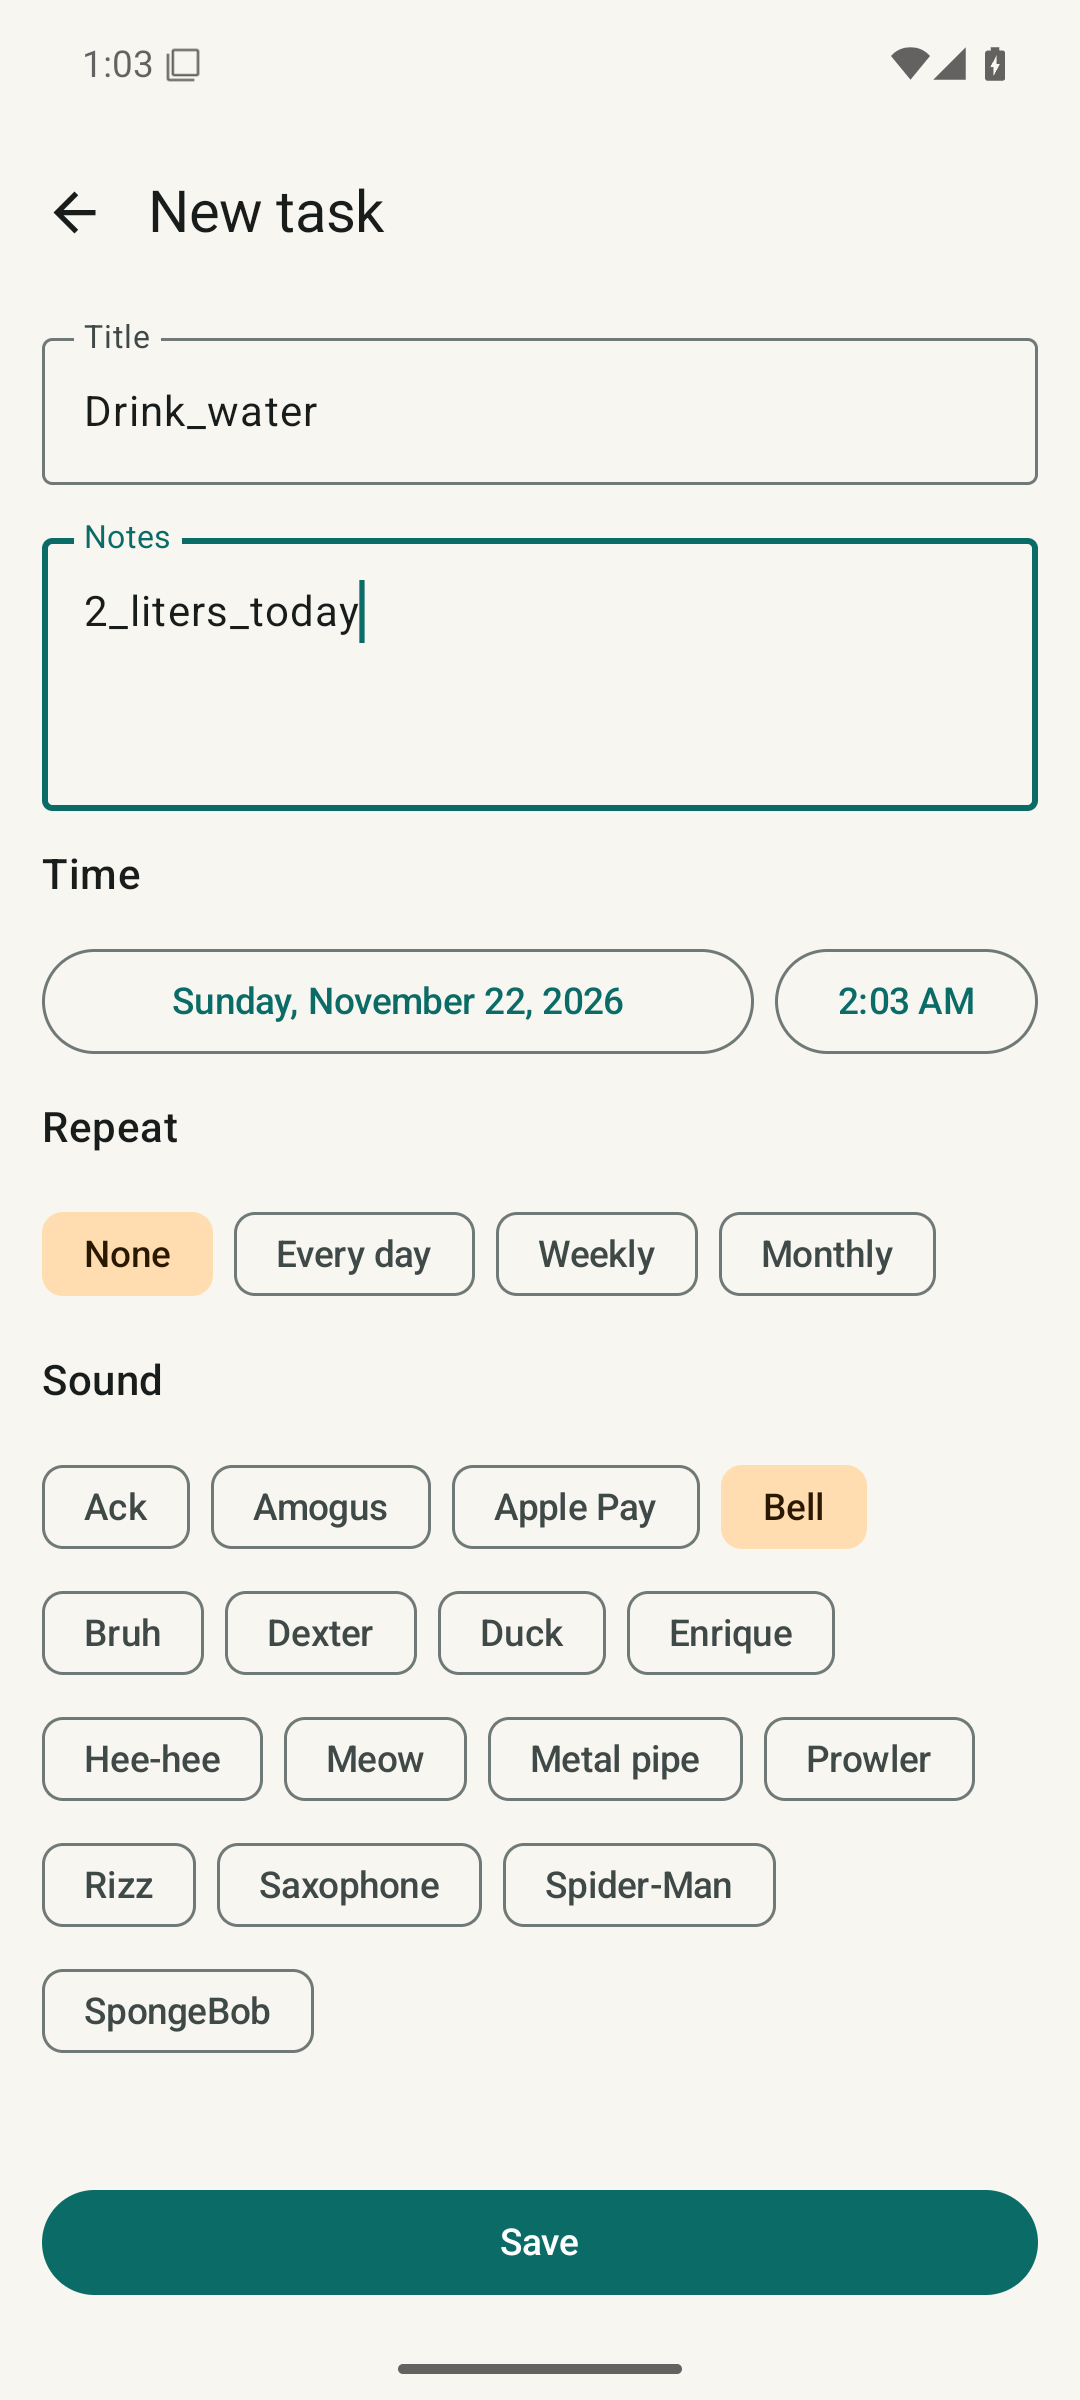 1:03
New task
Title
Drink_water
Notes
2_liters_today
Time
Sunday, November 22, 2026 2:03 AM
Repeat
None Every day Weekly Monthly
Sound
Ack Amogus Apple Pay Bell
Bruh Dexter Duck Enrique
Hee-hee Meow Metal pipe Prowler
Rizz Saxophone Spider-Man
SpongeBob
Save